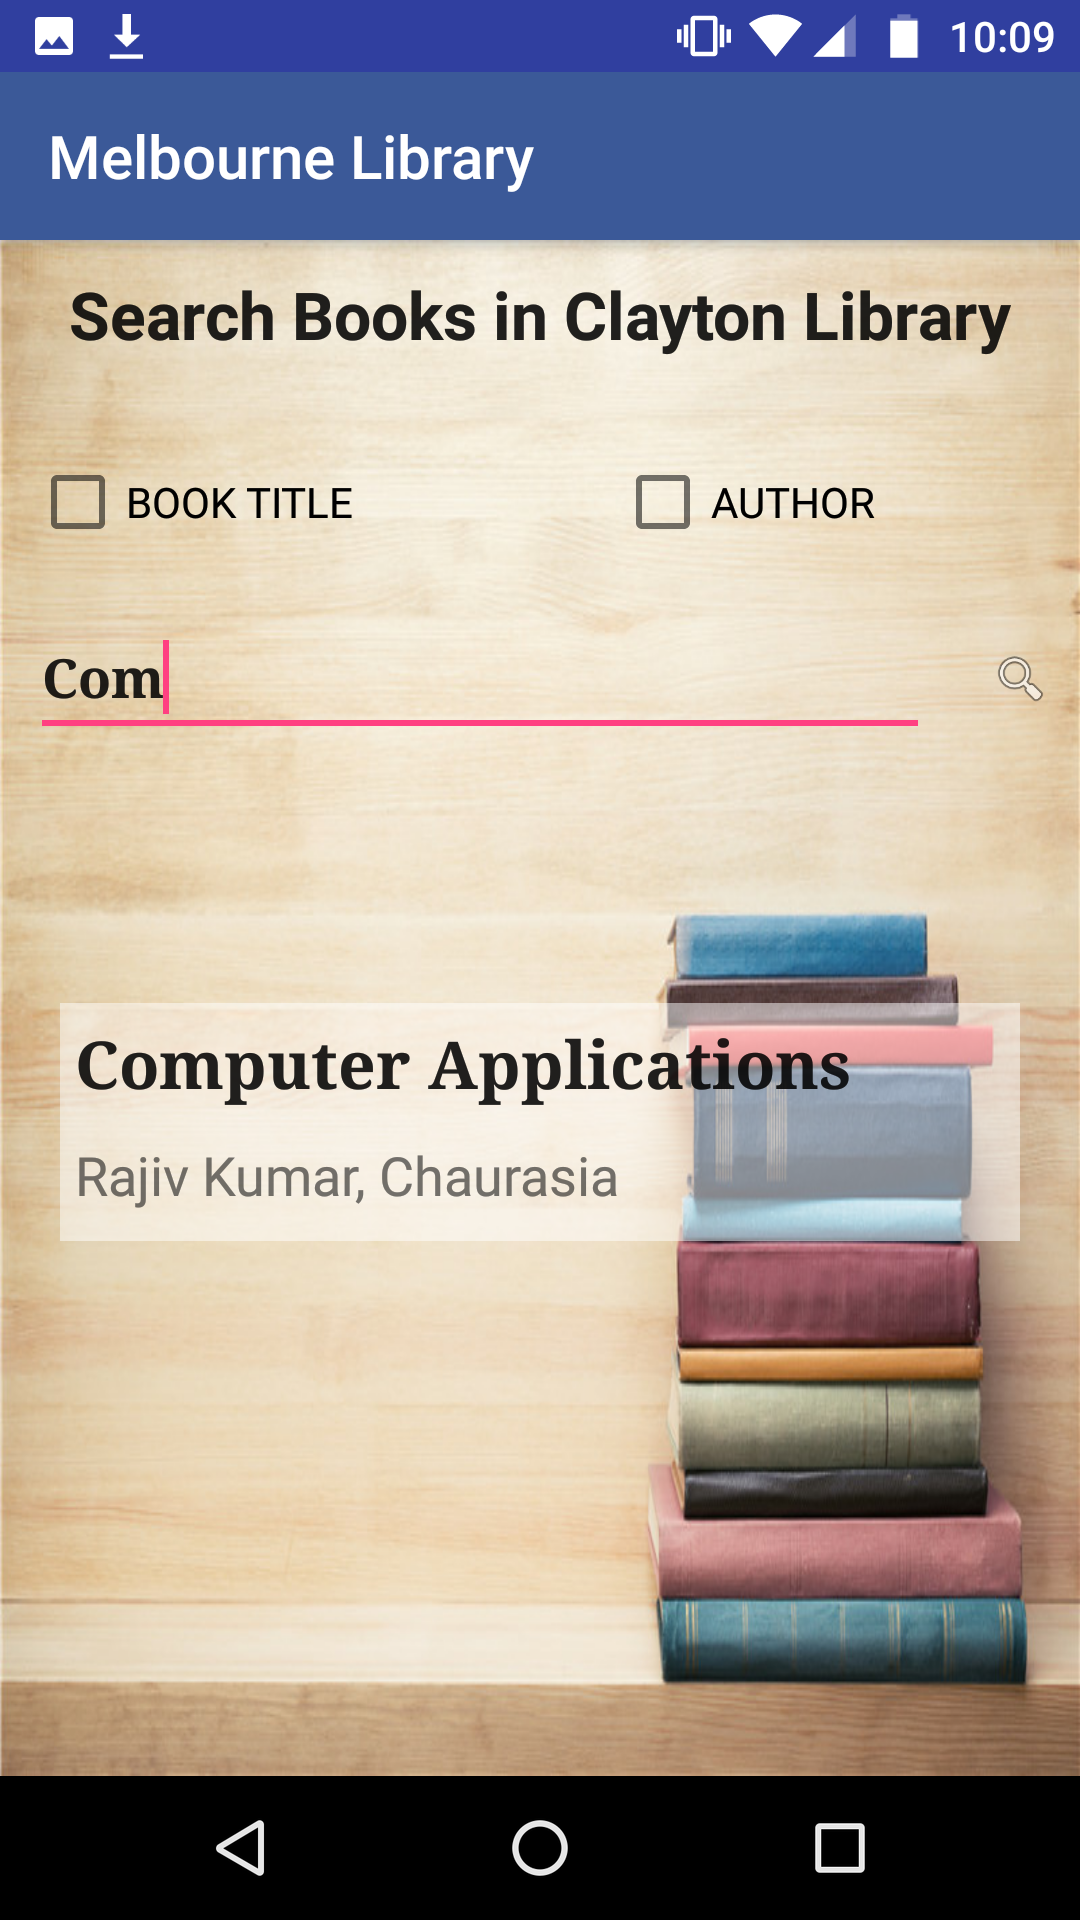 10:09
Melbourne Library
Search Books in Clayton Library
BOOK TITLE
AUTHOR
Com
Computer Applications
Rajiv Kumar, Chaurasia